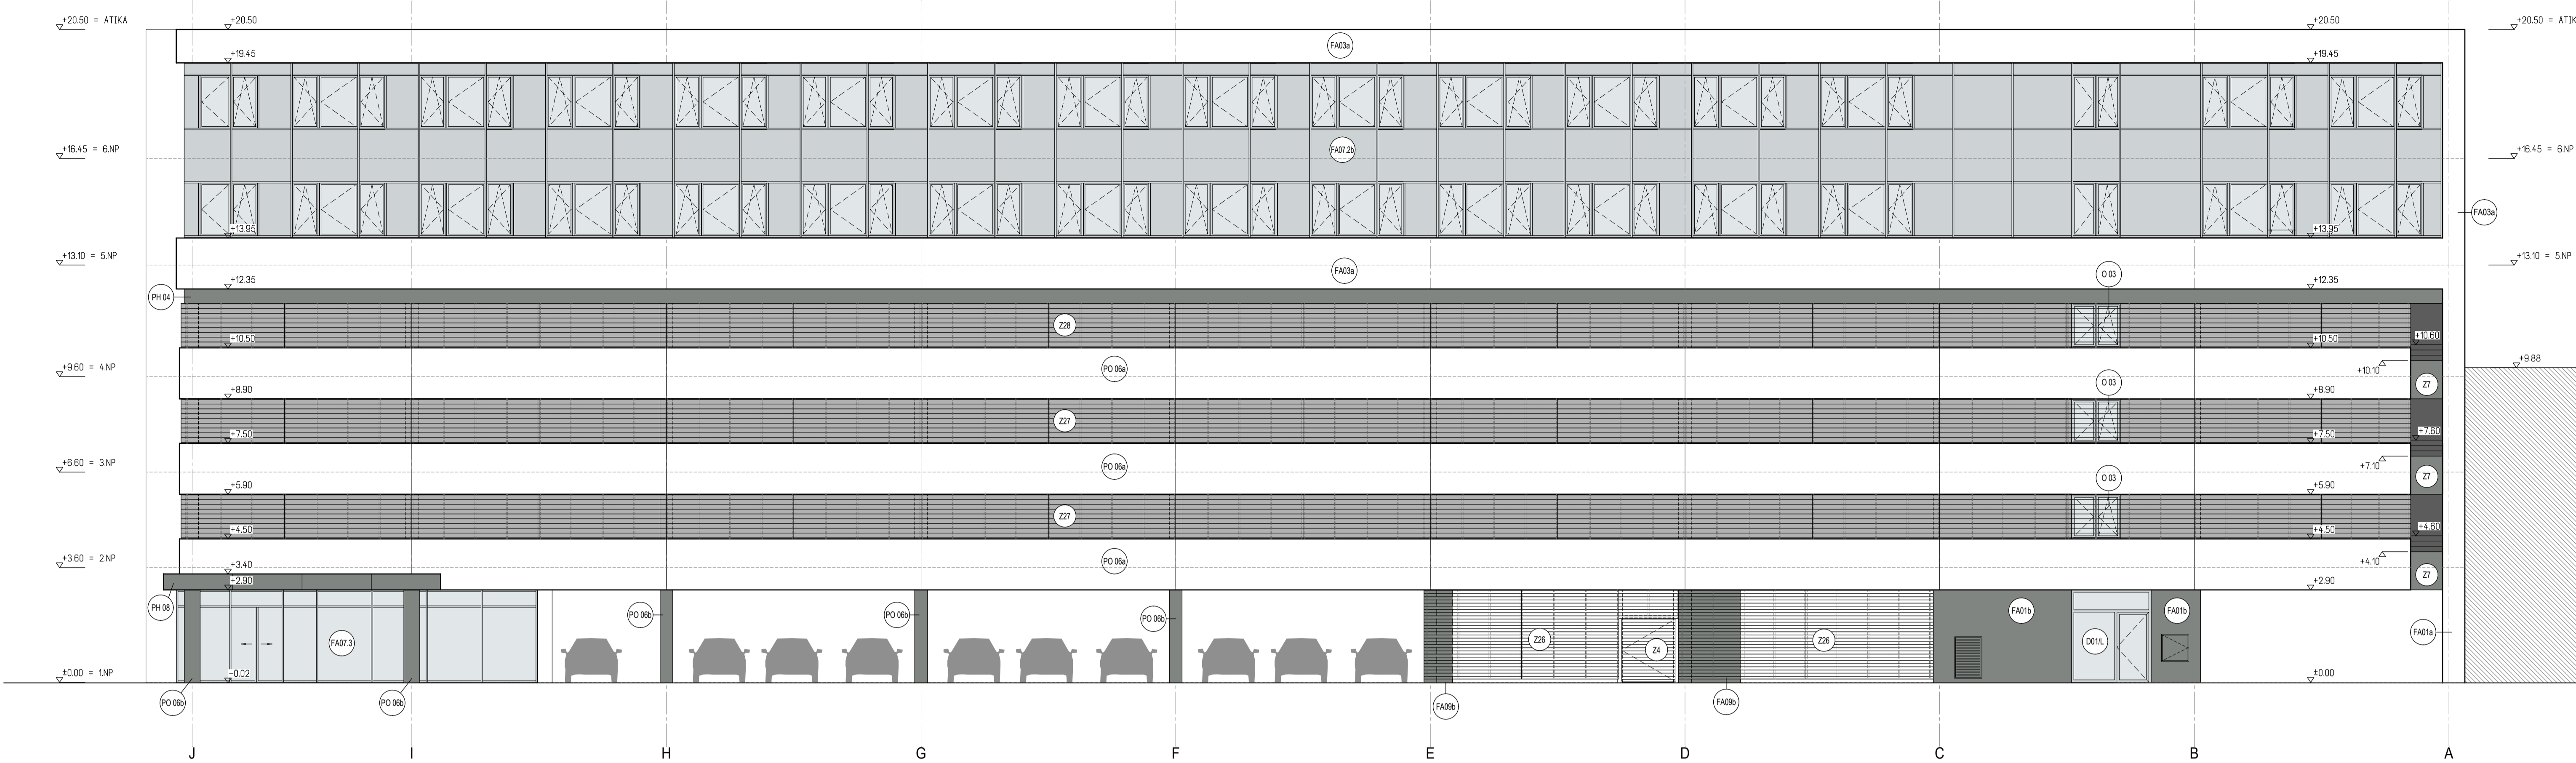 +20.50 = ATIKA +20.50 +20.50 +20.50 = ATIK
FA03a
+19.45 +19.45
+16.45 = 6.NP FA07.2b +16.45 = 6.NP
FA03a
+13.95 +13.95
+13.10 = 5.NP FA03a O 03 +13.10 = 5.NP
+12.35 +12.35
PH 04
Z28
+10.50 +10.50 +10.60
+9.60 = 4.NP PO 06a +10.10 +9.88
O 03 Z7
+8.90 +8.90
Z27
+7.50 +7.50 +7.60
+6.60 = 3.NP PO 06a +7.10
O 03 Z7
+5.90 +5.90
Z27
+4.50 +4.50 +4.60
+3.60 = 2.NP PO 06a +4.10
+3.40
+2.90 +2.90 Z7
PH 08 PO 06b PO 06b PO 06b FA01b FA01b
FA07.3 Z26 Z4 Z26 D01/L FA01a
±0.00 = 1.NP -0.02 ±0.00
PO 06b PO 06b FA09b FA09b
J I H G F E D C B A